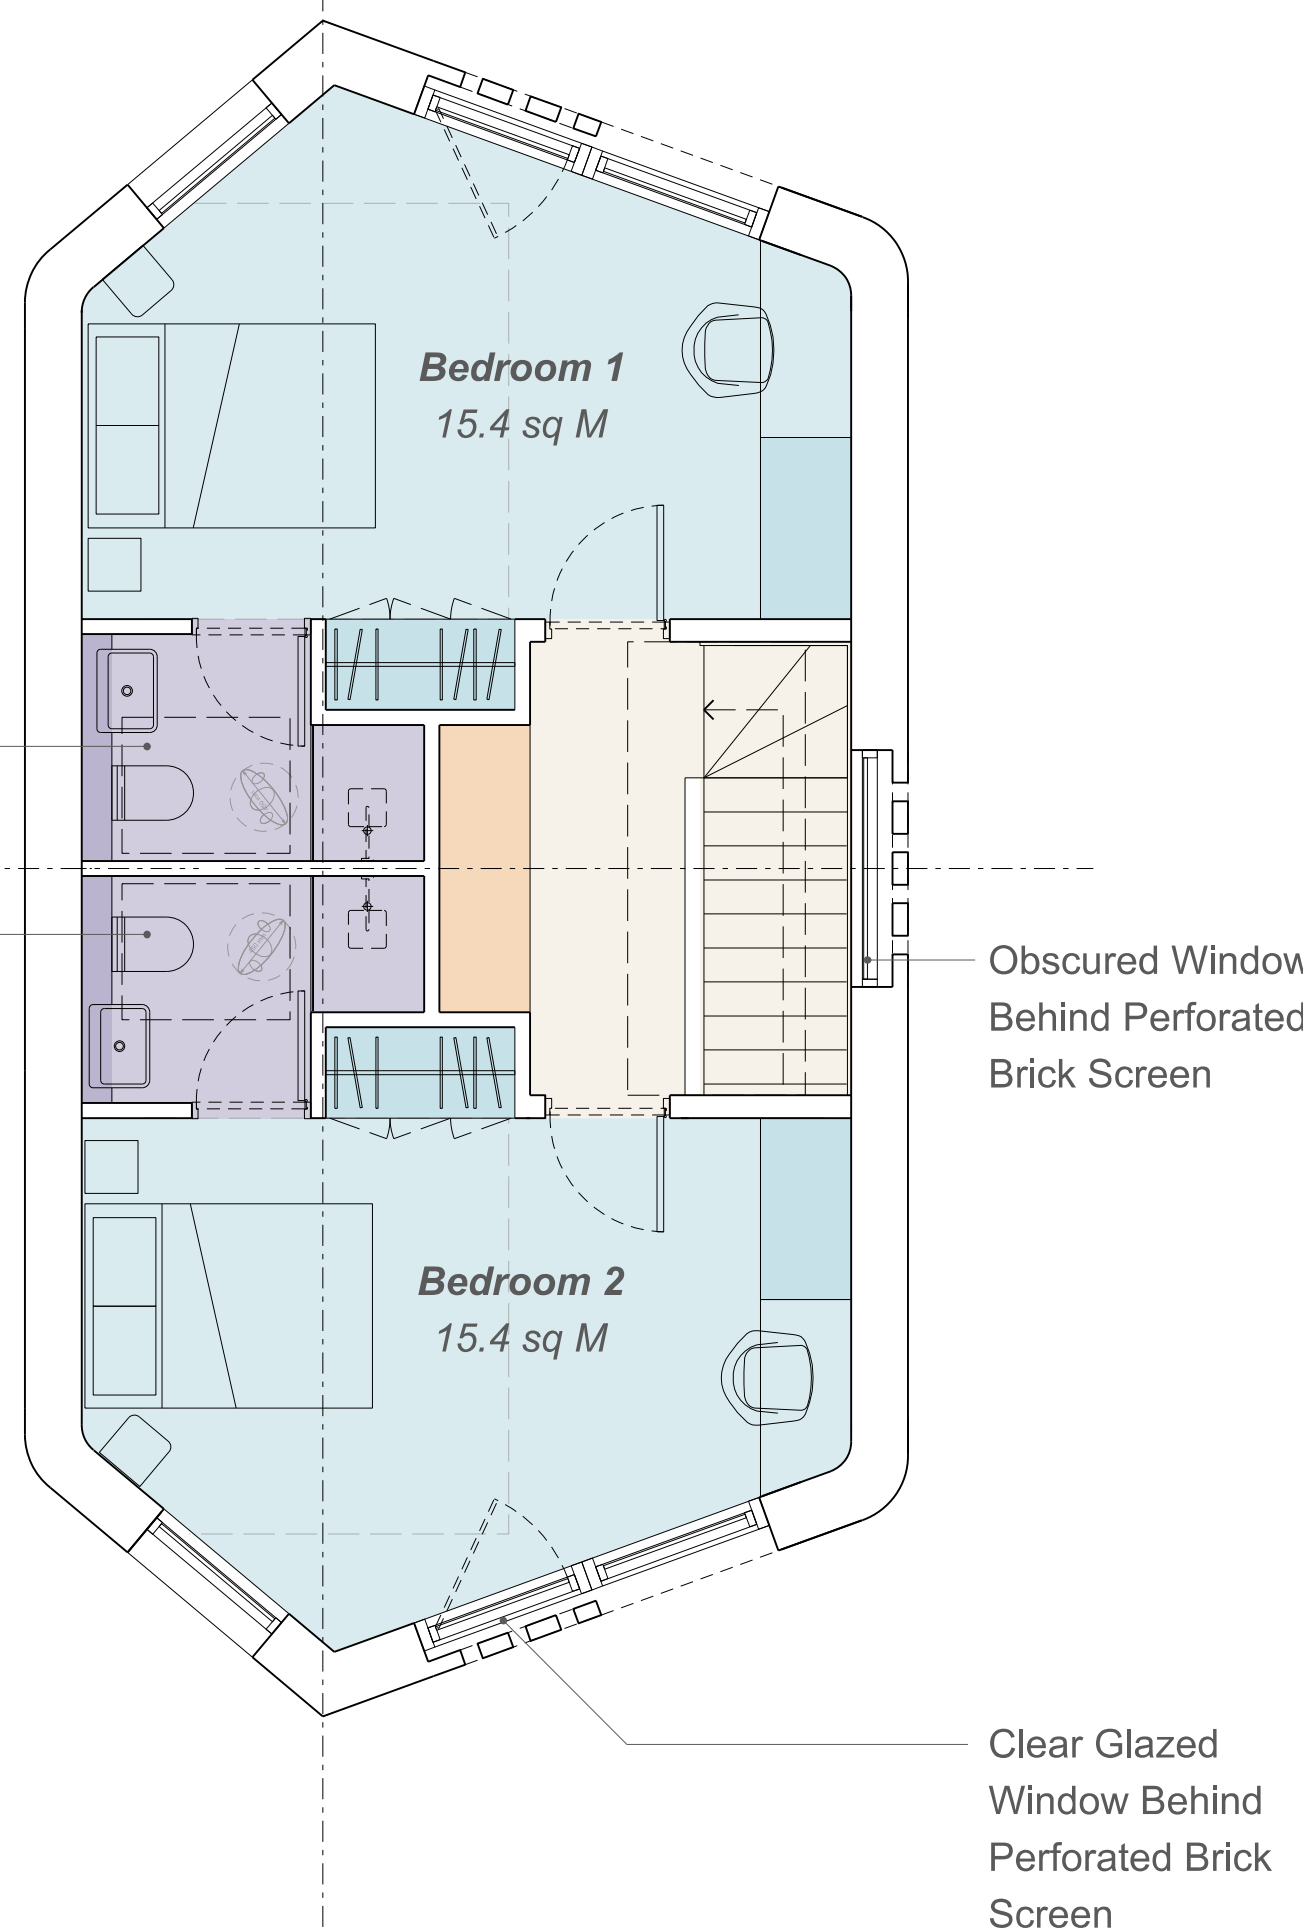 Bedroom 1
15.4 sq M
Obscured Window
Behind Perforated
Brick Screen
Bedroom 2
15.4 sq M
Clear Glazed
Window Behind
Perforated Brick
Screen